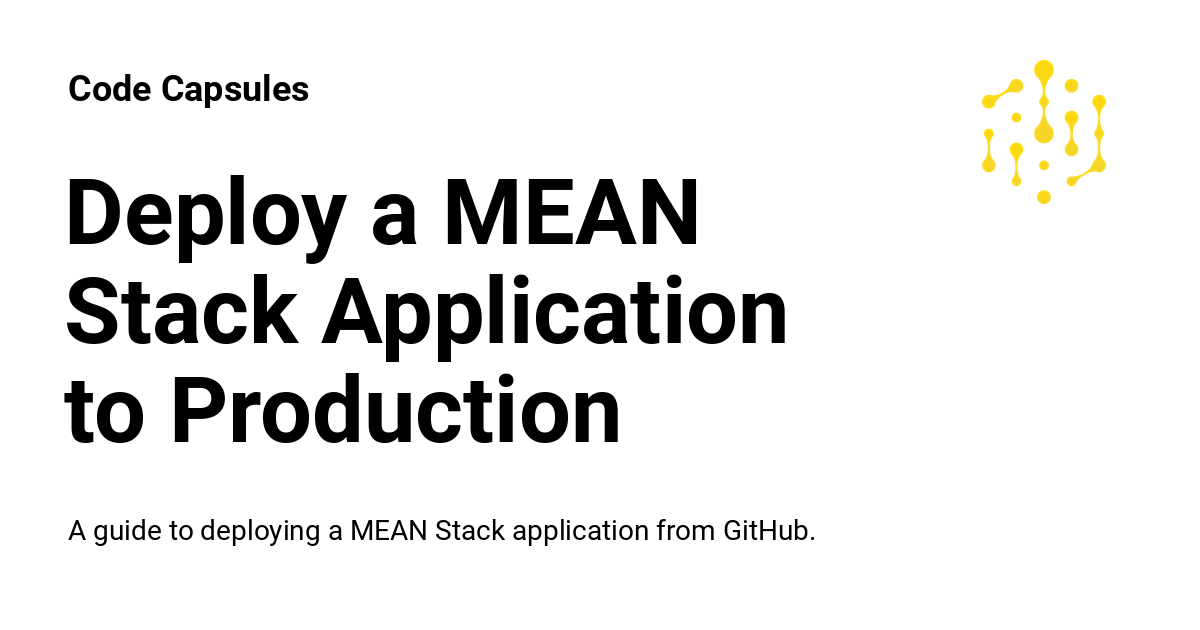 Code Capsules
Deploy a MEAN
Stack Application
to Production
A guide to deploying a MEAN Stack application from GitHub.